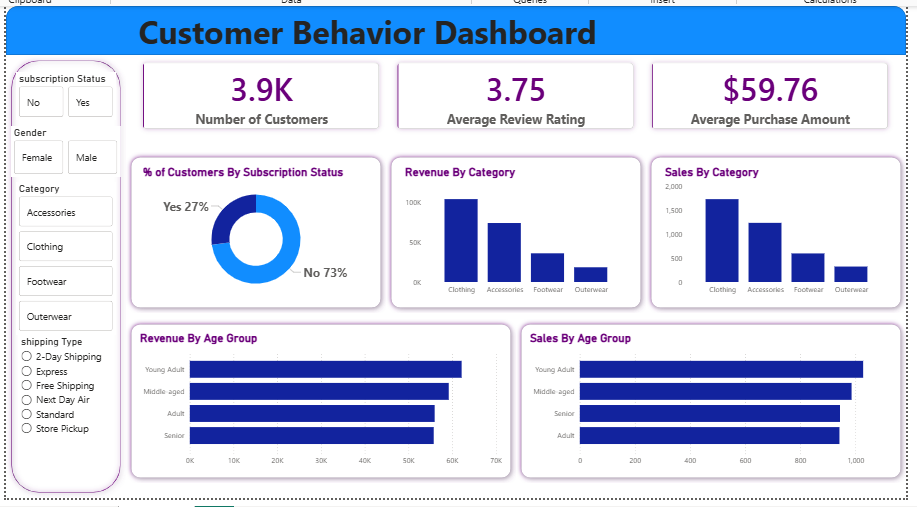 Clipboard
Data
Queries
Insert
Calculations
Customer Behavior Dashboard
subscription Status
No
Yes
Gender
Female
Male
Category
Accessories
Clothing
Footwear
Outerwear
shipping Type
2-Day Shipping
Express
Free Shipping
Next Day Air
Standard
Store Pickup
3.9K
Number of Customers
3.75
Average Review Rating
$59.76
Average Purchase Amount
% of Customers By Subscription Status
Yes 27%
No 73%
Revenue By Category
100K
50K
0K
Clothing Accessories Footwear Outerwear
Sales By Category
2,000
1,500
1,000
500
0
Clothing Accessories Footwear Outerwear
Revenue By Age Group
Young Adult
Middle-aged
Adult
Senior
0K 10K 20K 30K 40K 50K 60K 70K
Sales By Age Group
Young Adult
Middle-aged
Senior
Adult
0 200 400 600 800 1,000